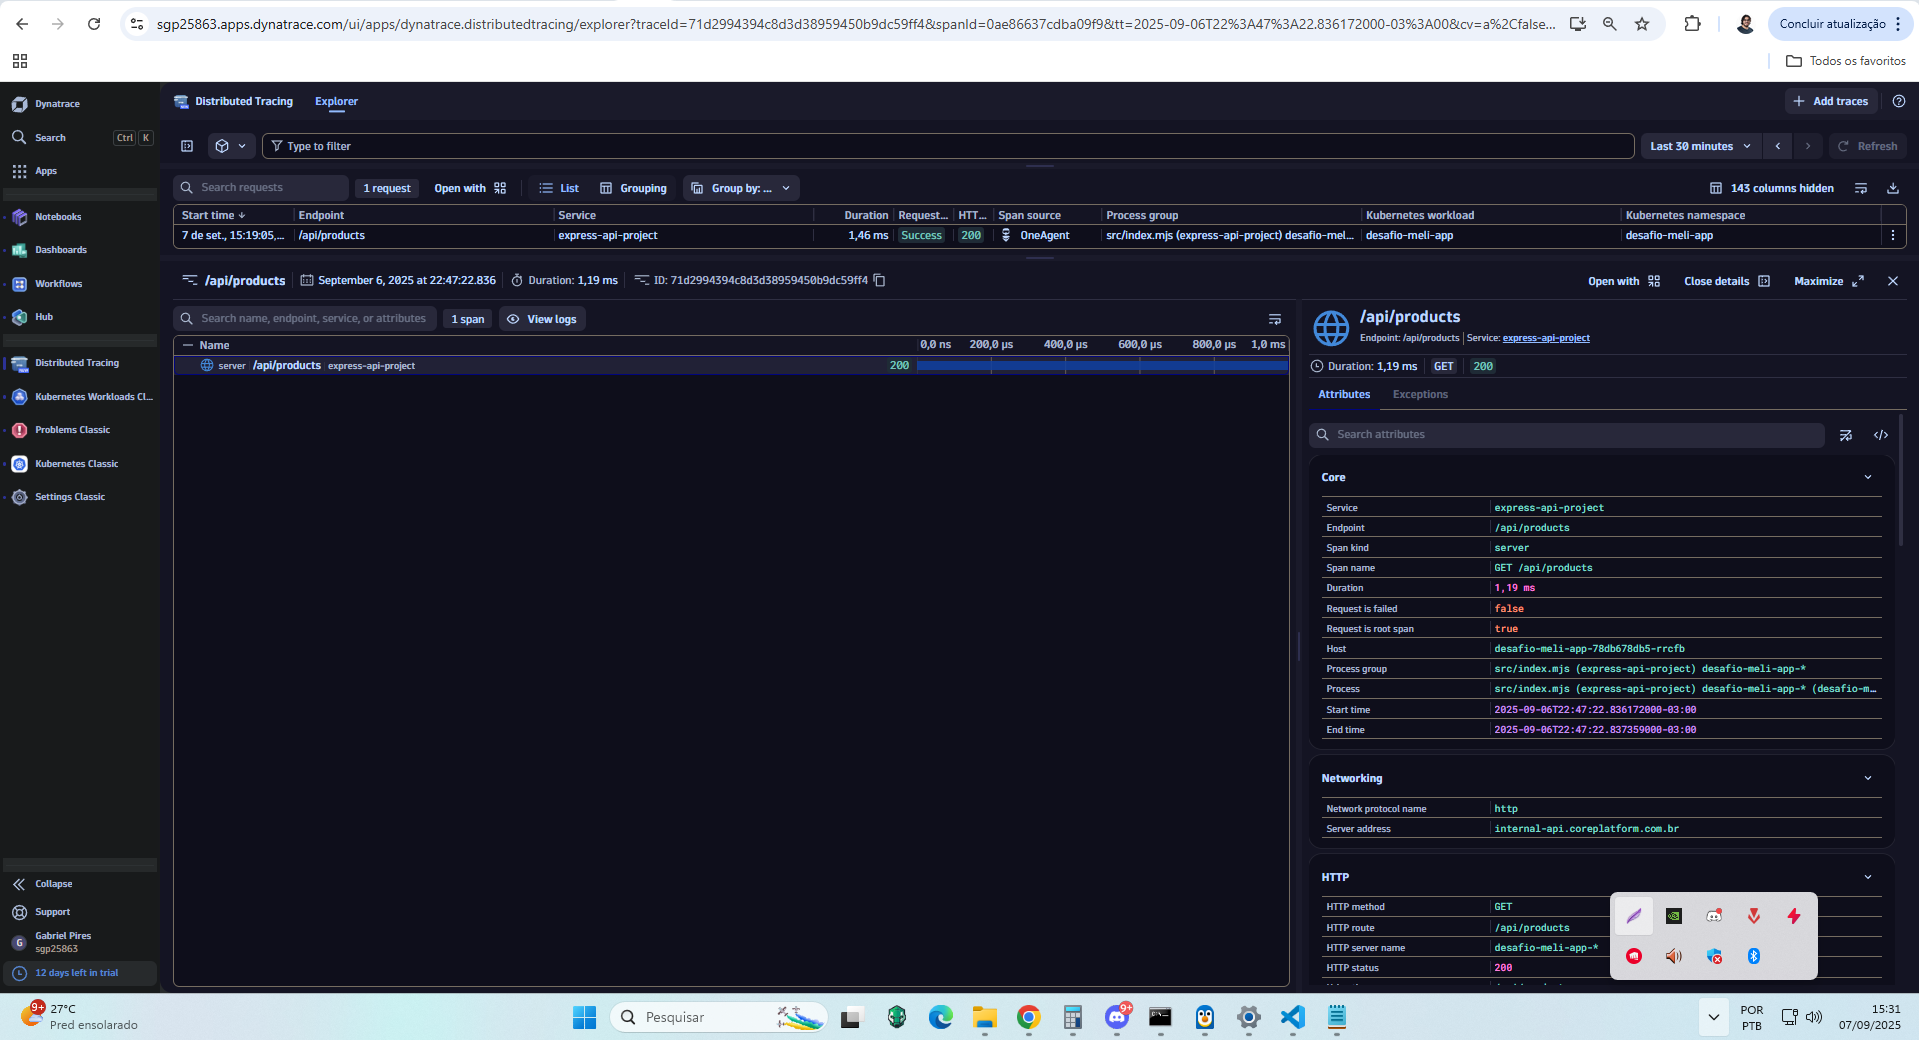 sgp25863.apps.dynatrace.com/ui/apps/dynatrace.distributedtracing/explorer?traceId=71d2994394c8d3d38959450b9dc59ff4&spanId=0ae86637cdba09f9&tt=2025-09-06T22%3A47%3A22.836172000-03%3A00&cv=a%2Cfalse...
Concluir atualização
Todos os favoritos
Dynatrace
Search Ctrl K
Apps
Notebooks
Dashboards
Workflows
Hub
Distributed Tracing
Kubernetes Workloads Cl...
Problems Classic
Kubernetes Classic
Settings Classic
Collapse
Support
G
Gabriel Pires
sgp25863
12 days left in trial
Distributed Tracing Explorer
Add traces
Type to filter
Last 30 minutes
Refresh
Search requests
1 request
Open with
List
Grouping
Group by: ...
143 columns hidden
Start time Endpoint Service Duration Request... HTT... Span source Process group Kubernetes workload Kubernetes namespace
7 de set., 15:19:05,... /api/products express-api-project 1,46 ms Success 200 OneAgent src/index.mjs (express-api-project) desafio-mel... desafio-meli-app desafio-meli-app
/api/products September 6, 2025 at 22:47:22.836 Duration: 1,19 ms ID: 71d2994394c8d3d38959450b9dc59ff4
Open with Close details Maximize
Search name, endpoint, service, or attributes
1 span
View logs
Name 0,0 ns 200,0 µs 400,0 µs 600,0 µs 800,0 µs 1,0 ms
server /api/products express-api-project 200
/api/products
Endpoint: /api/products Service: express-api-project
Duration: 1,19 ms GET 200
Attributes Exceptions
Search attributes
Core
Service express-api-project
Endpoint /api/products
Span kind server
Span name GET /api/products
Duration 1,19 ms
Request is failed false
Request is root span true
Host desafio-meli-app-78db678db5-rrcfb
Process group src/index.mjs (express-api-project) desafio-meli-app-*
Process src/index.mjs (express-api-project) desafio-meli-app-* (desafio-m...
Start time 2025-09-06T22:47:22.836172000-03:00
End time 2025-09-06T22:47:22.837359000-03:00
Networking
Network protocol name http
Server address internal-api.coreplatform.com.br
HTTP
HTTP method GET
HTTP route /api/products
HTTP server name desafio-meli-app-*
HTTP status 200
9+
27°C
Pred ensolarado
Pesquisar
9+
POR
PTB
15:31
07/09/2025